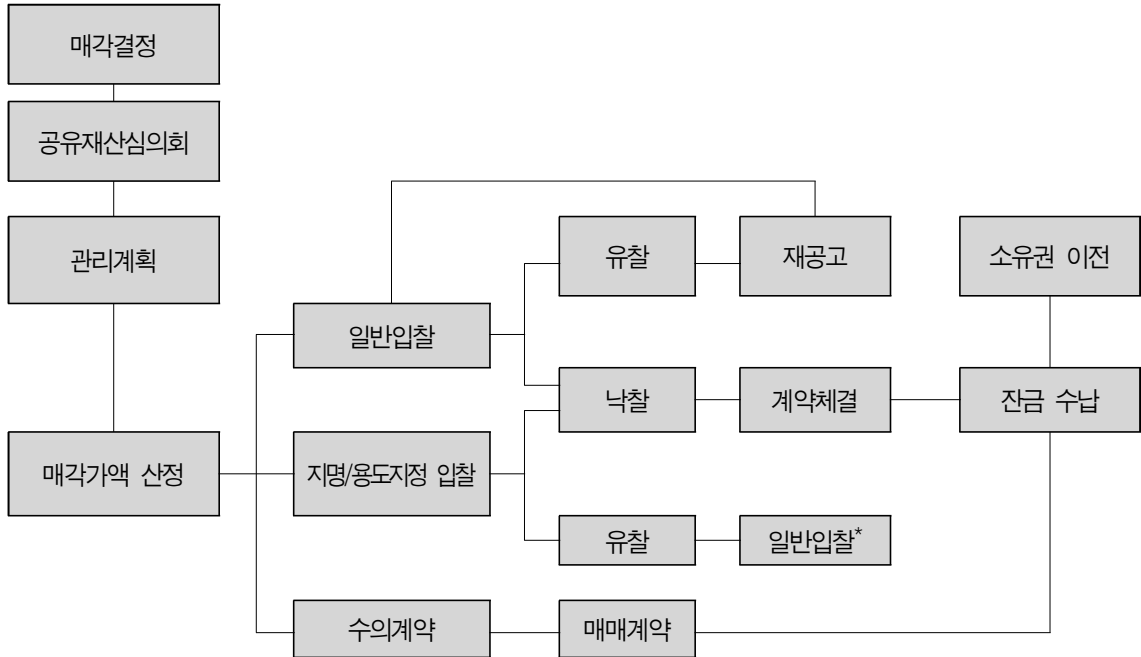 매각결정
공유재산심의회
관리계획
매각가액 산정
일반입찰
지명/용도지정 입찰
수의계약
유찰
재공고
낙찰
계약체결
유찰
일반입찰*
매매계약
소유권 이전
잔금 수납